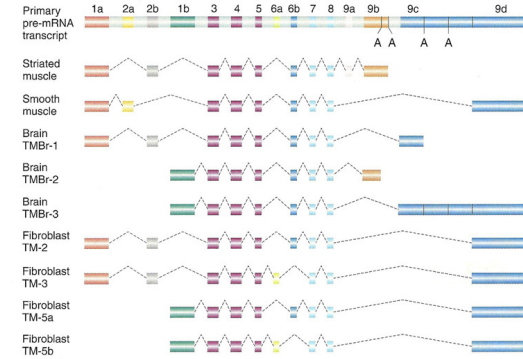 Primary
pre-mRNA
transcript
1a 2a 2b 1b 3 4 5 6a 6b 7 8 9a 9b 9c 9d
A A A A
Striated
muscle
Smooth
muscle
Brain
TMBr-1
Brain
TMBr-2
Brain
TMBr-3
Fibroblast
TM-2
Fibroblast
TM-3
Fibroblast
TM-5a
Fibroblast
TM-5b